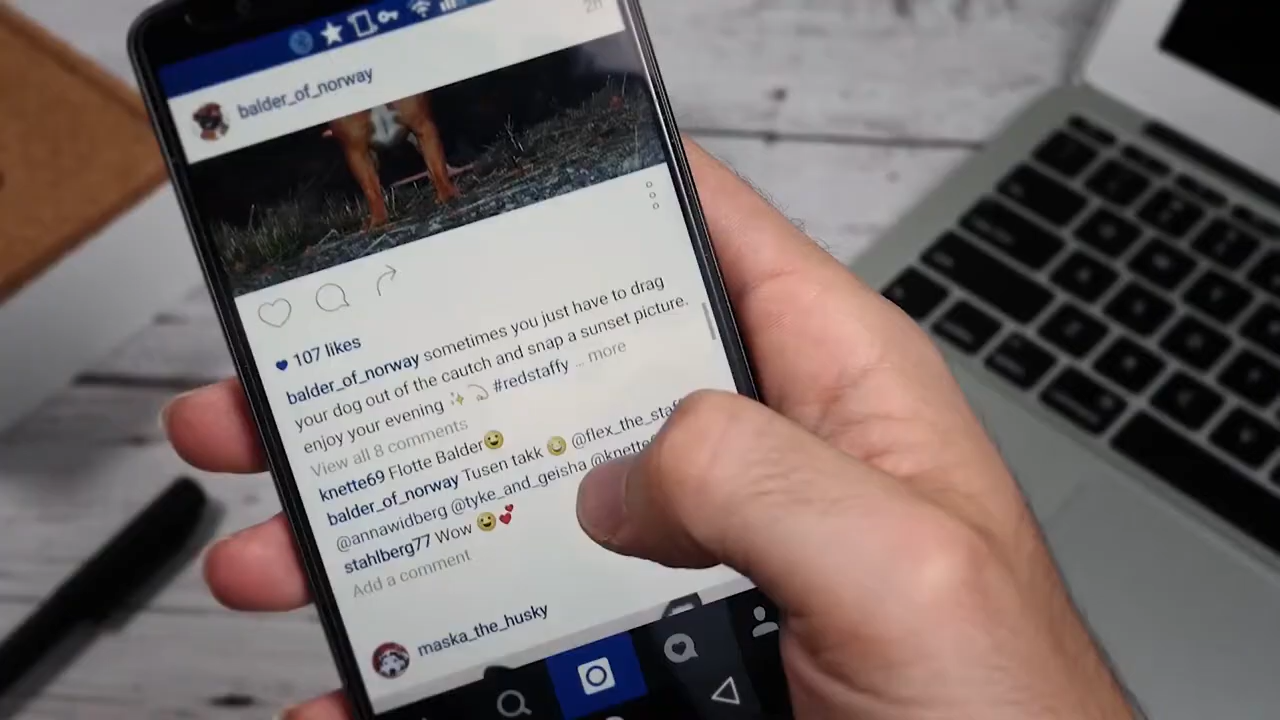 2h
balder_of_norway
107 likes
balder_of_norway sometimes you just have to drag
your dog out of the cautch and snap a sunset picture.
enjoy your evening #redstaffy ... more
View all 8 comments
knette69 Flotte Balder
balder_of_norway Tusen takk @flex_the_staff
@annawidberg @tyke_and_geisha
stahlberg77 Wow
Add a comment
maska_the_husky